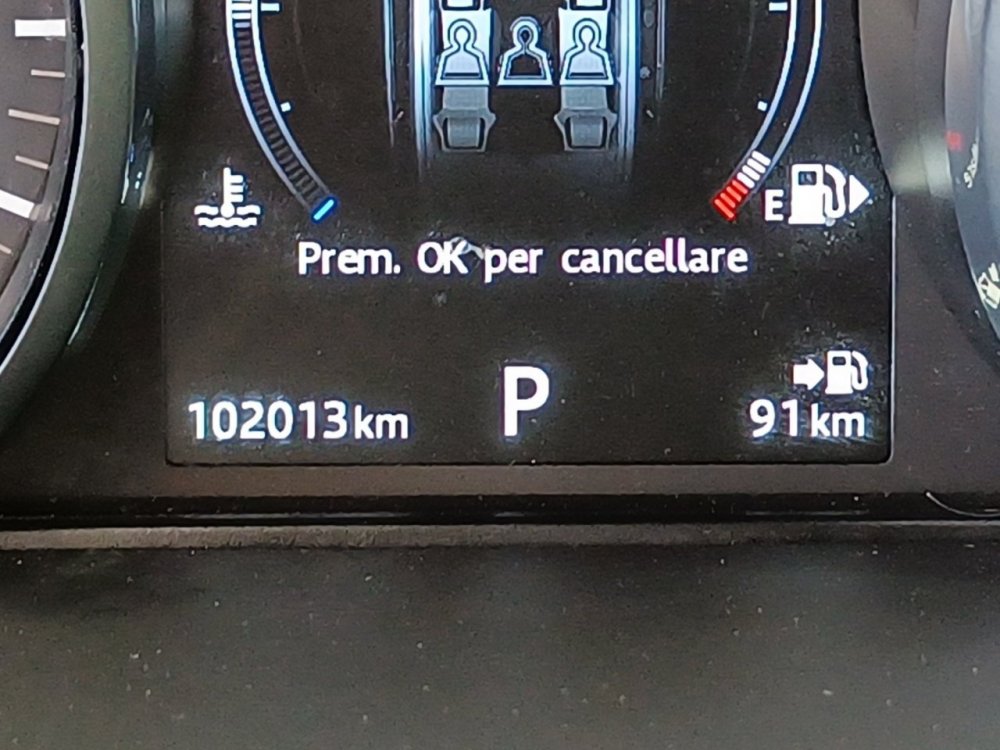 E
Prem. OK per cancellare
P
102013km
91km